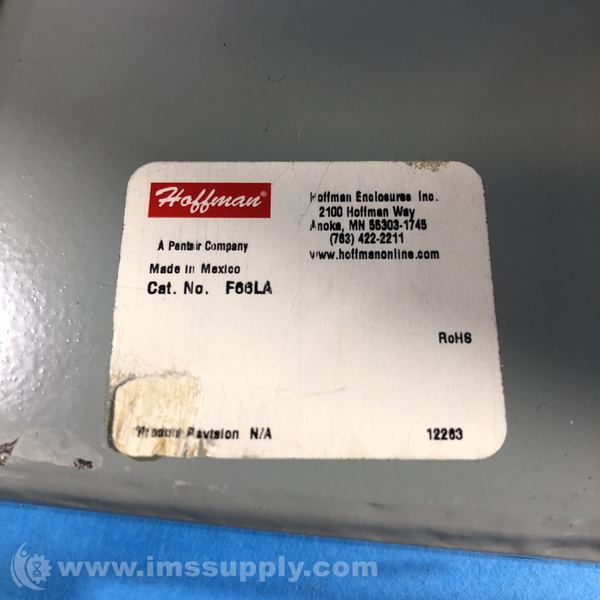 Hoffman®
A Pentair Company
Made in Mexico
Cat. No. F66LA
Hoffman Enclosures Inc.
2100 Hoffman Way
Anoka, MN 55303-1745
(763) 422-2211
www.hoffmanonline.com
RoHS
Product Revision N/A
12263
www.imssupply.com